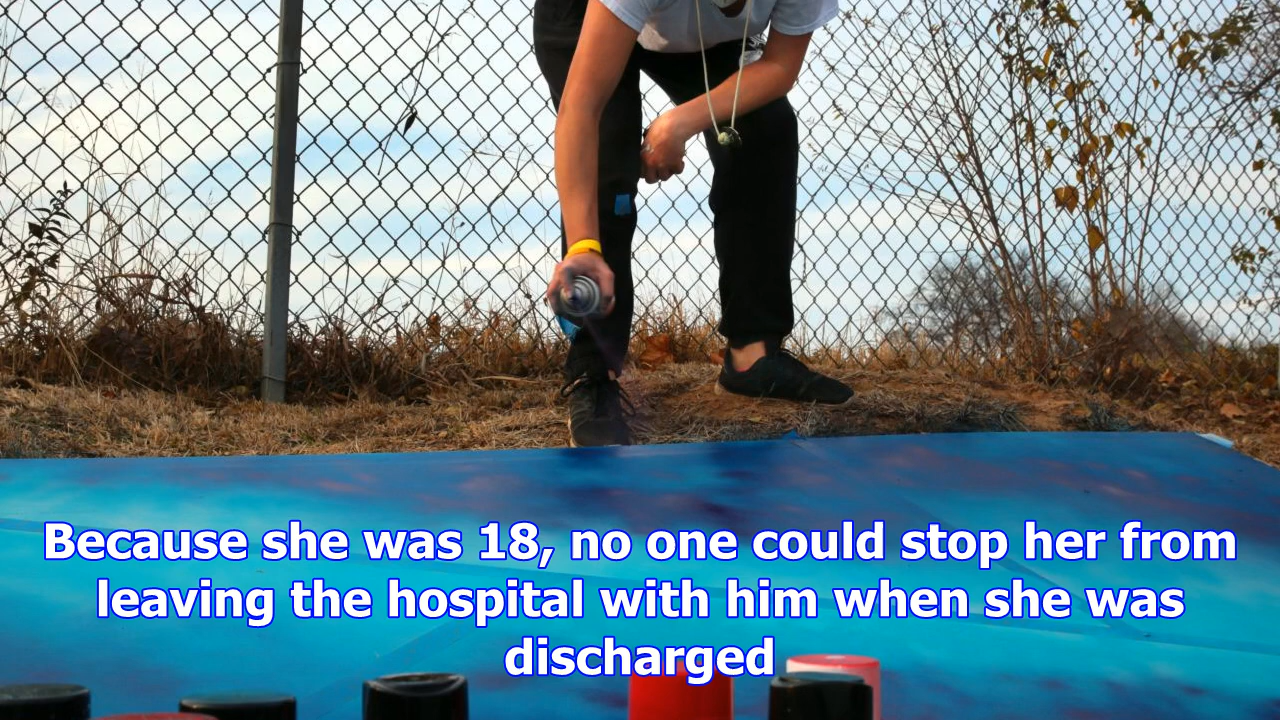 Because she was 18, no one could stop her from
leaving the hospital with him when she was
discharged